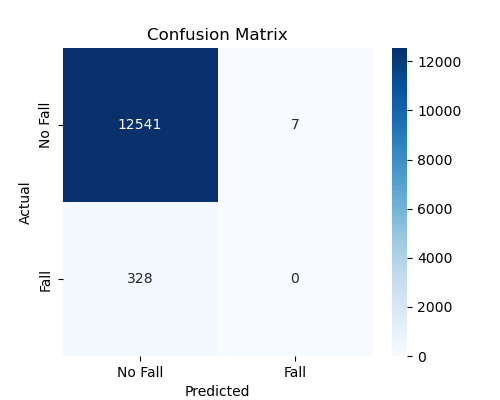 Confusion Matrix
No Fall
12541
7
Fall
328
0
Actual
No Fall
Fall
Predicted
12000
10000
8000
6000
4000
2000
0